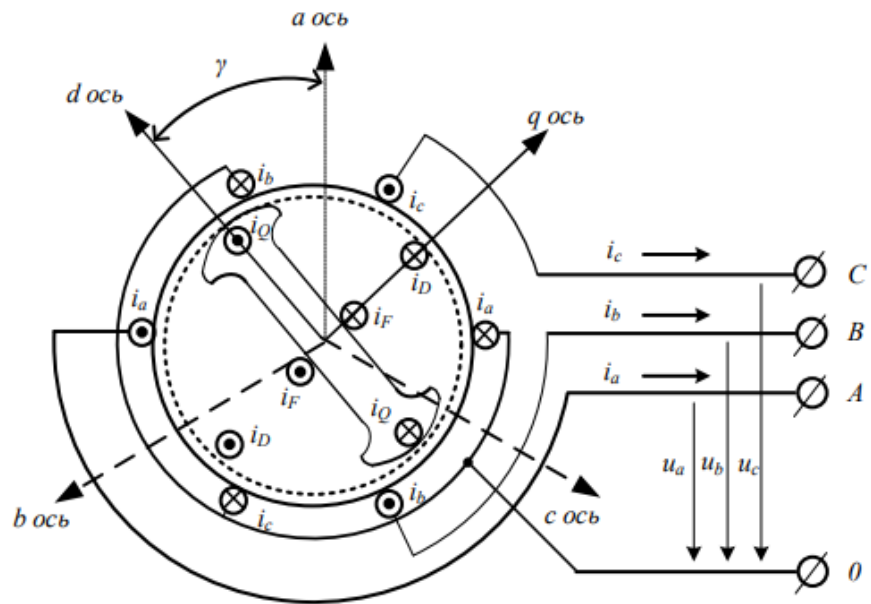 a ось
γ
d ось
q ось
i_b
i_c
i_Q
i_D
i_c
C
i_a
i_F
i_a
i_b
B
i_a
A
i_F
i_Q
i_D
u_a
u_b
u_c
b ось
i_c
i_b
c ось
0